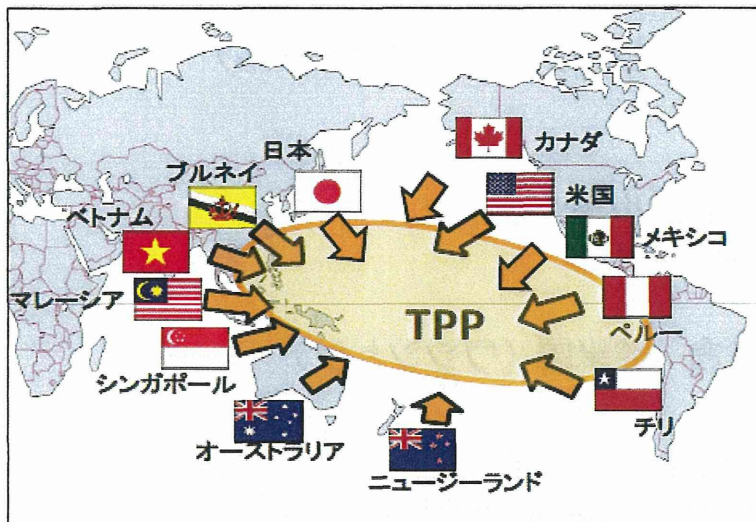 カナダ
日本
ブルネイ
米国
ベトナム
メキシコ
マレーシア
TPP
ペルー
シンガポール
チリ
オーストラリア
ニュージーランド